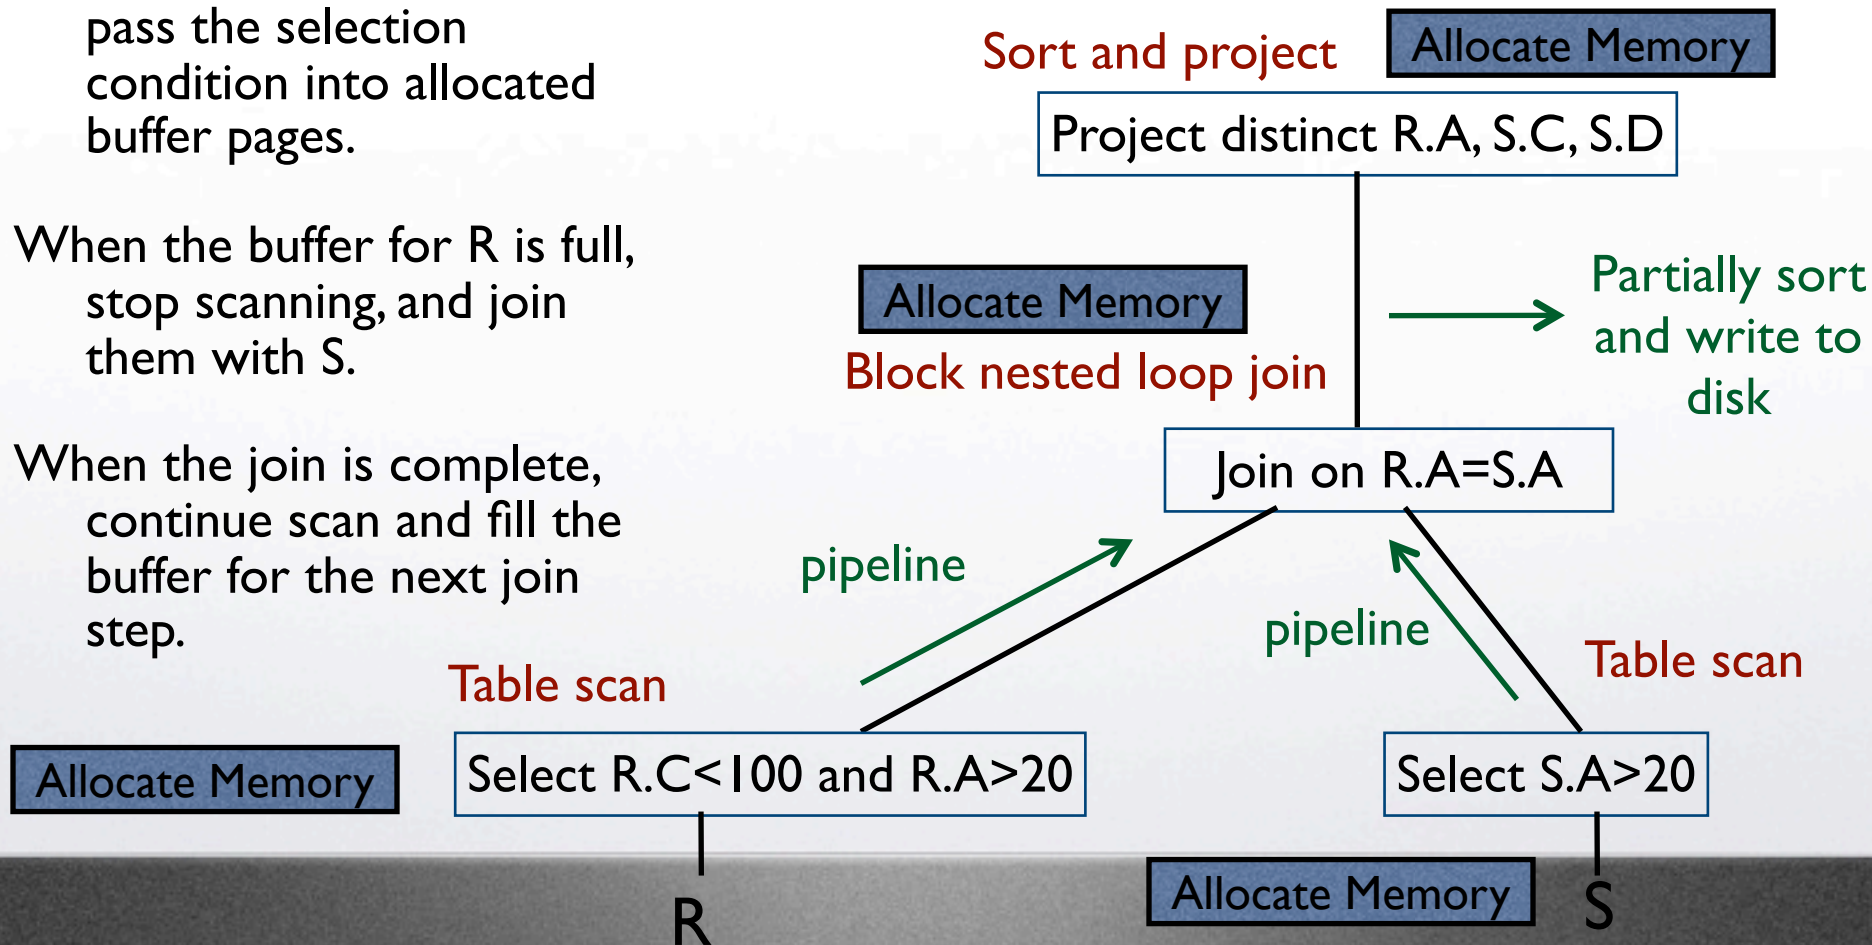 pass the selection
condition into allocated
buffer pages.
When the buffer for R is full,
stop scanning, and join
them with S.
When the join is complete,
continue scan and fill the
buffer for the next join
step.
Sort and project
Allocate Memory
Project distinct R.A, S.C, S.D
Allocate Memory
Block nested loop join
Partially sort
and write to
disk
Join on R.A=S.A
pipeline
pipeline
Table scan
Table scan
Allocate Memory
Select R.C<100 and R.A>20
Select S.A>20
R
Allocate Memory
S